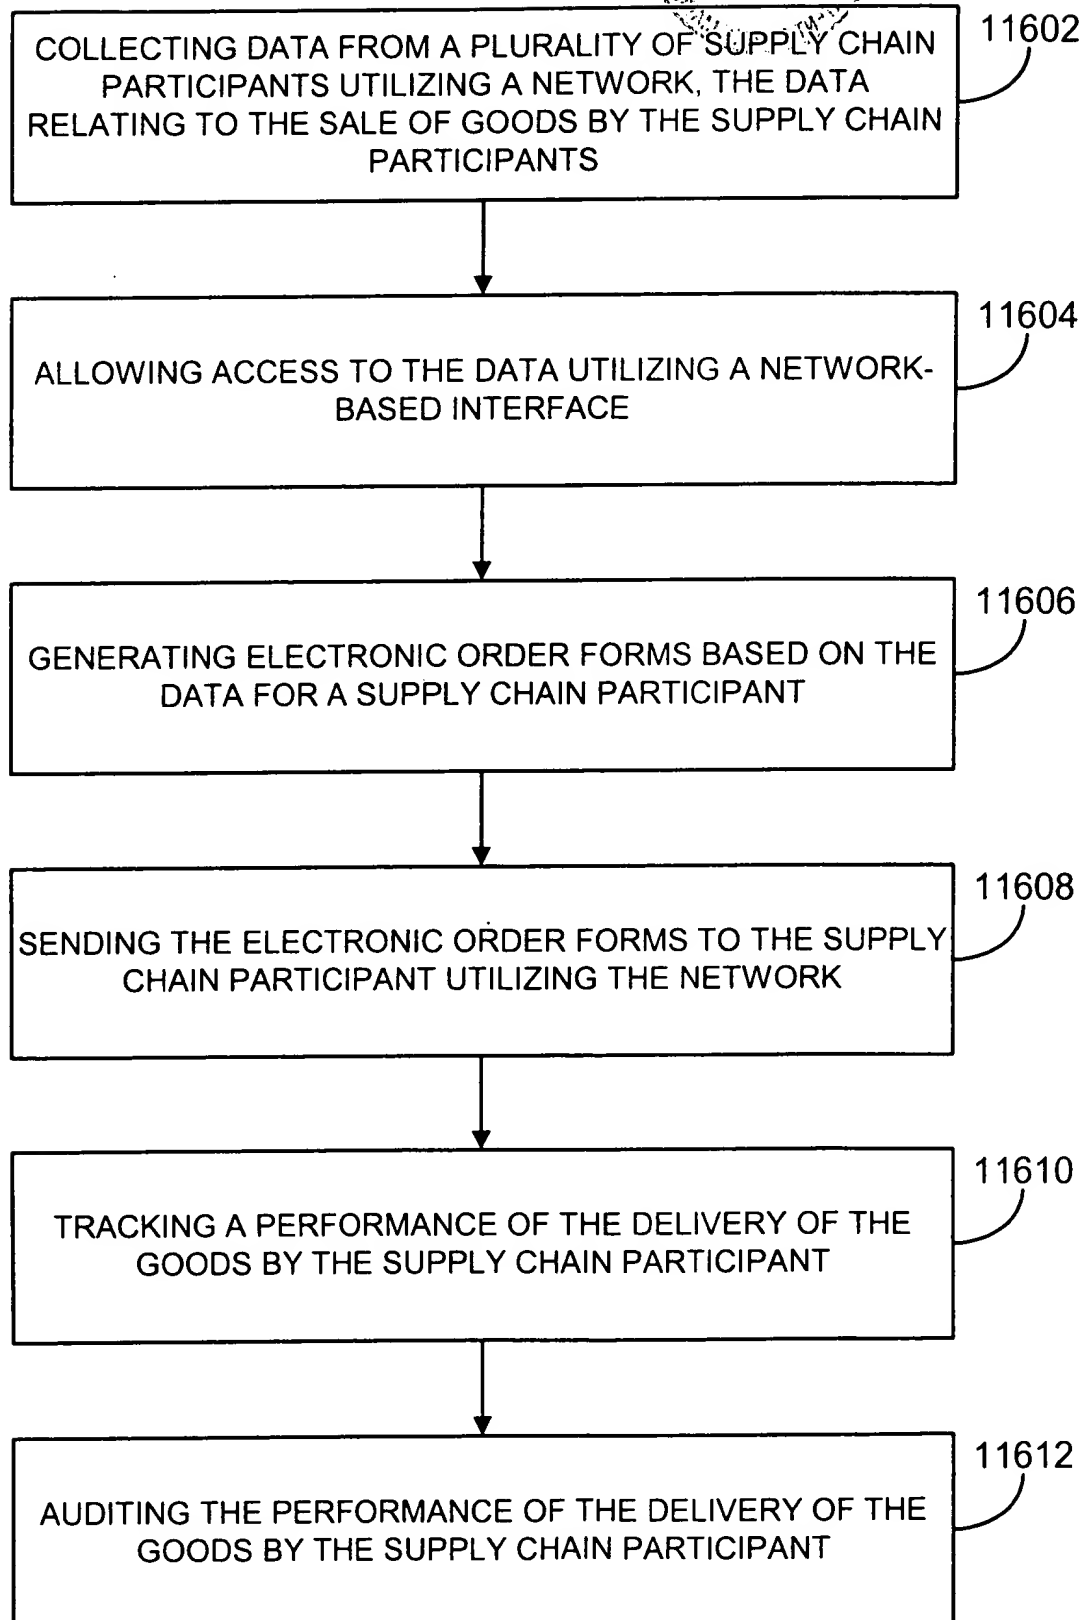 COLLECTING DATA FROM A PLURALITY OF SUPPLY CHAIN
PARTICIPANTS UTILIZING A NETWORK, THE DATA
RELATING TO THE SALE OF GOODS BY THE SUPPLY CHAIN
PARTICIPANTS
11602
ALLOWING ACCESS TO THE DATA UTILIZING A NETWORK-
BASED INTERFACE
11604
GENERATING ELECTRONIC ORDER FORMS BASED ON THE
DATA FOR A SUPPLY CHAIN PARTICIPANT
11606
SENDING THE ELECTRONIC ORDER FORMS TO THE SUPPLY
CHAIN PARTICIPANT UTILIZING THE NETWORK
11608
TRACKING A PERFORMANCE OF THE DELIVERY OF THE
GOODS BY THE SUPPLY CHAIN PARTICIPANT
11610
AUDITING THE PERFORMANCE OF THE DELIVERY OF THE
GOODS BY THE SUPPLY CHAIN PARTICIPANT
11612